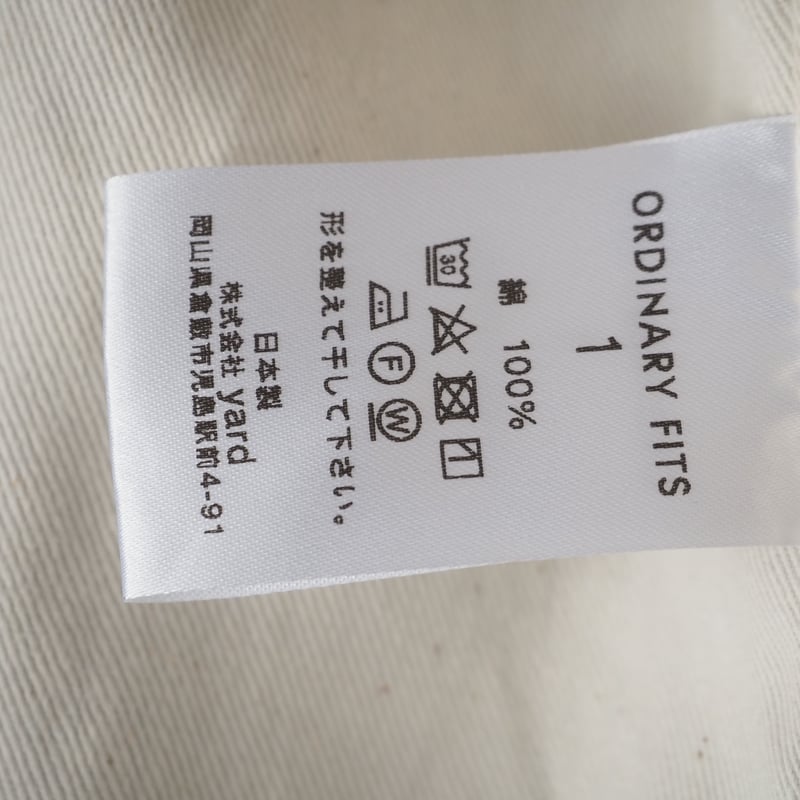 ORDINARY FITS
1
綿 100%
30
F W
形を整えて干して下さい。
日本製
株式会社 yard
岡山県倉敷市児島駅前4-91